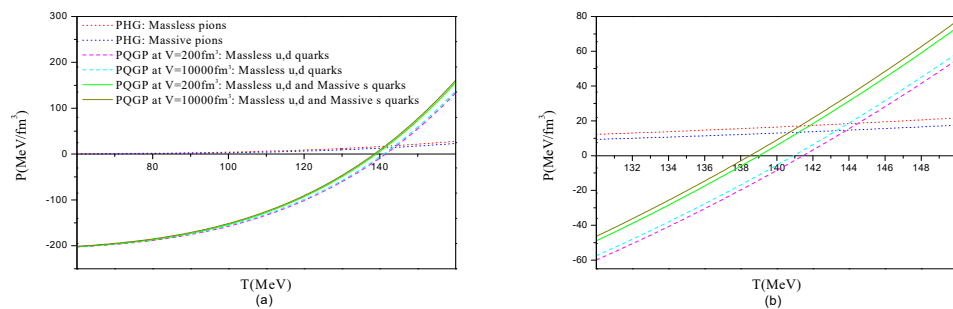 300
200
100
0
-100
-200
80
100
120
140
P(MeV/fm³)
PHG: Massless pions
PHG: Massive pions
PQGP at V=200fm³: Massless u,d quarks
PQGP at V=10000fm³: Massless u,d quarks
PQGP at V=200fm³: Massless u,d and Massive s quarks
PQGP at V=10000fm³: Massless u,d and Massive s quarks
T(MeV)
(a)
80
60
40
20
0
-20
-40
-60
132
134
136
138
140
142
144
146
148
P(MeV/fm³)
T(MeV)
(b)